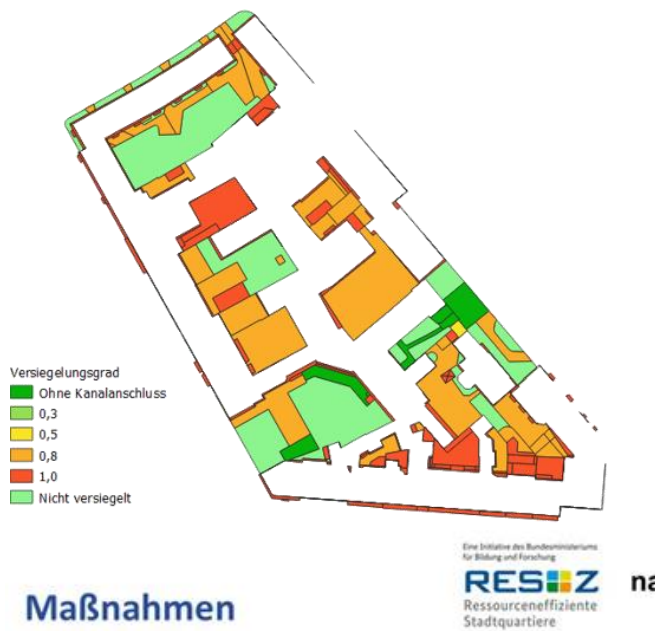 Versiegelungsgrad
Ohne Kanalanschluss
0,3
0,5
0,8
1,0
Nicht versiegelt
Maßnahmen
Eine Initiative des Bundesministeriums
für Bildung und Forschung
RES Z
Ressourceneffiziente
Stadtquartiere
na